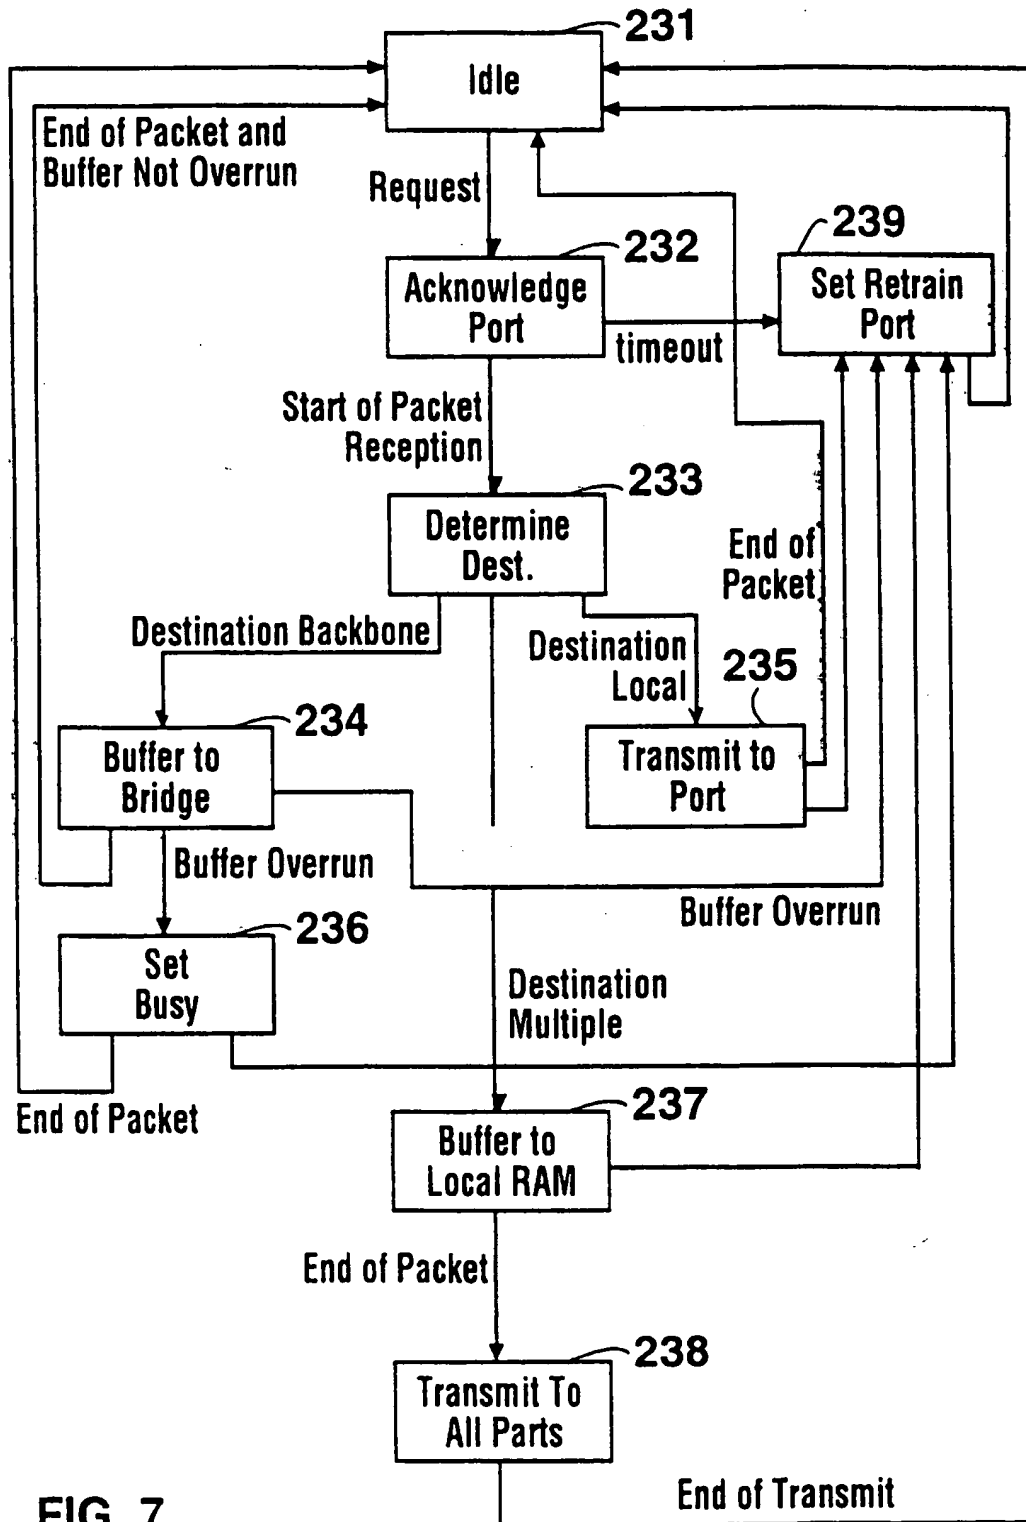 231
Idle
End of Packet and
Buffer Not Overrun
Request
232
239
Acknowledge
Port
Set Retrain
Port
timeout
Start of Packet
Reception
233
Determine
Dest.
End of
Packet
Destination Backbone
Destination
Local
235
234
Buffer to
Bridge
Transmit to
Port
Buffer Overrun
Buffer Overrun
236
Set
Busy
Destination
Multiple
End of Packet
237
Buffer to
Local RAM
End of Packet
238
Transmit To
All Parts
End of Transmit
FIG. 7